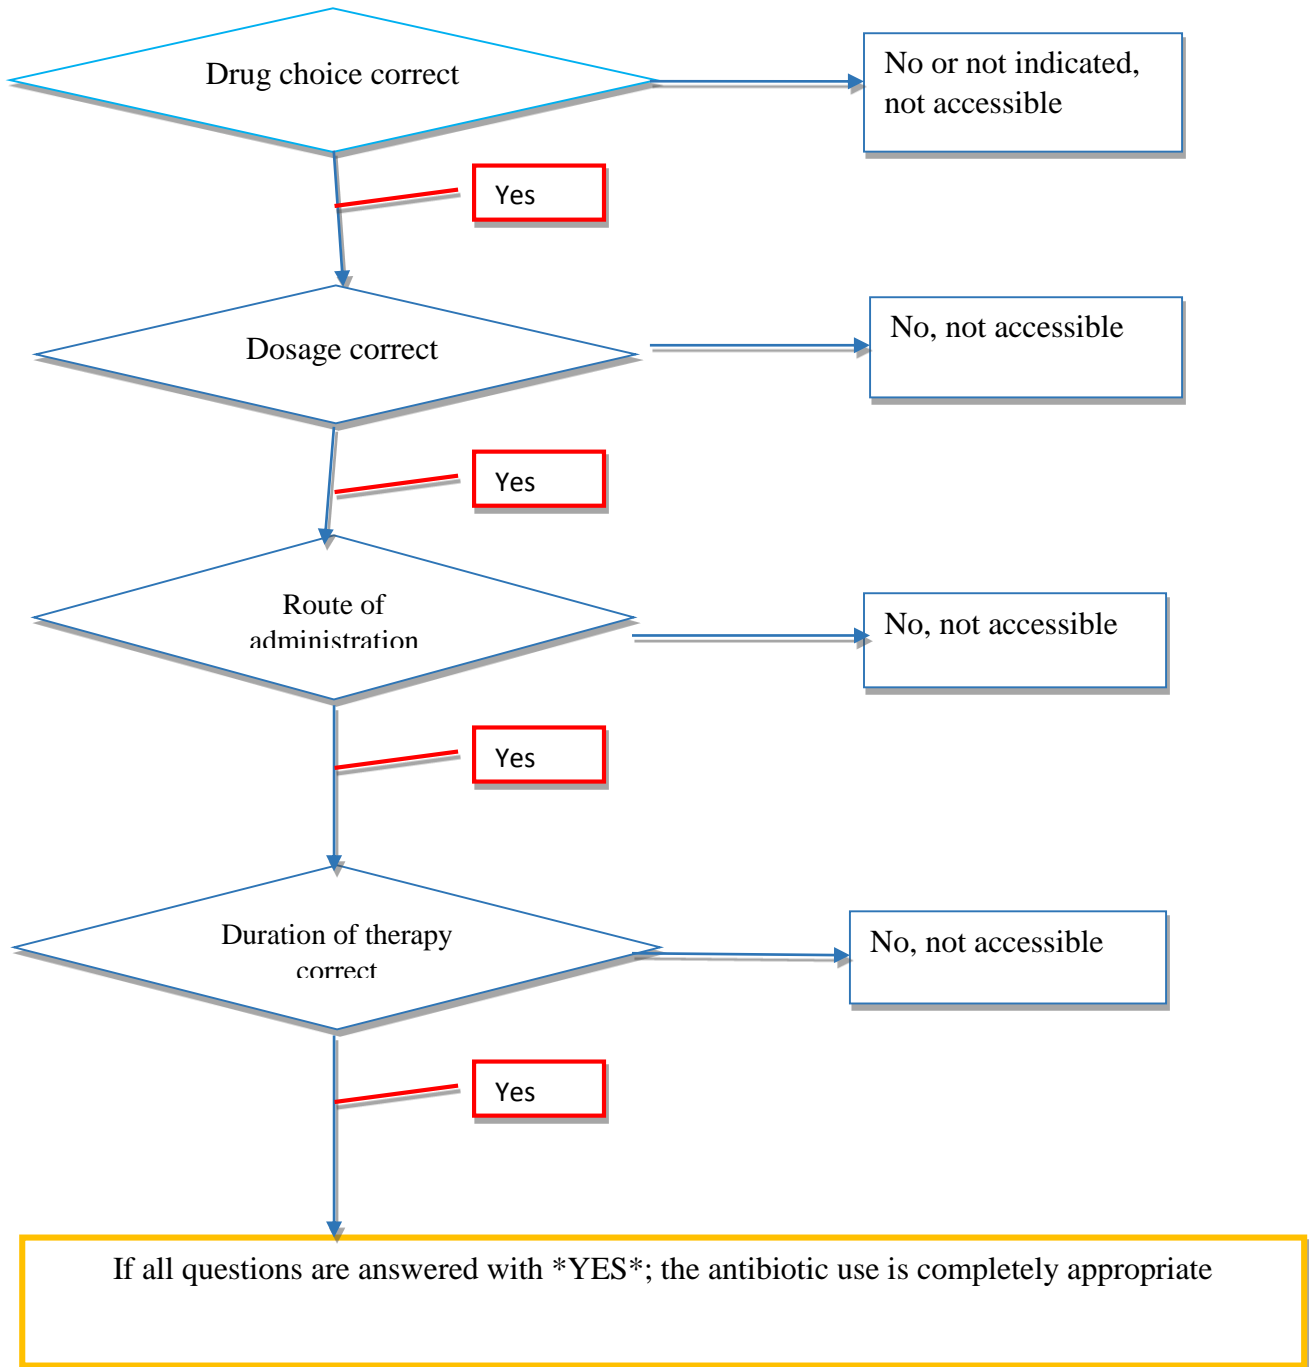 Drug choice correct
No or not indicated,
not accessible
Yes
Dosage correct
No, not accessible
Yes
Route of
administration
No, not accessible
Yes
Duration of therapy
correct
No, not accessible
Yes
If all questions are answered with *YES*; the antibiotic use is completely appropriate